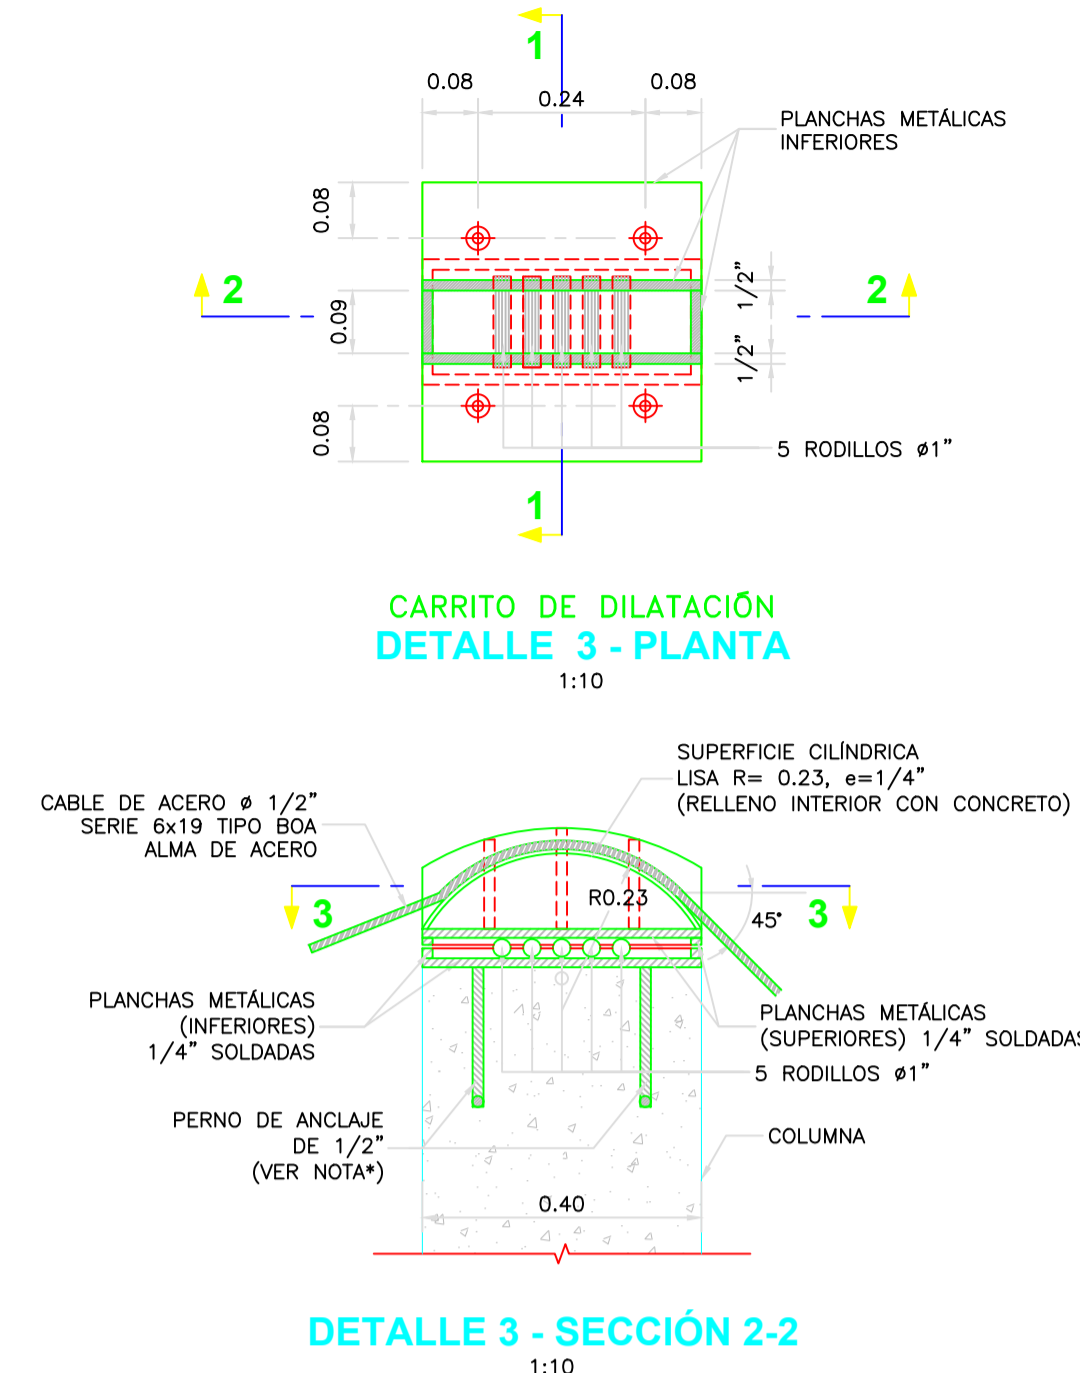 1
0.08
0.24
0.08
PLANCHAS METÁLICAS
INFERIORES
0.08
2
2
1/2"
0.09
1/2"
0.08
5 RODILLOS ø1"
1
CARRITO DE DILATACIÓN
DETALLE 3 - PLANTA
1:10
SUPERFICIE CILÍNDRICA
LISA R= 0.23, e=1/4"
(RELLENO INTERIOR CON CONCRETO)
CABLE DE ACERO ø 1/2"
SERIE 6x19 TIPO BOA
ALMA DE ACERO
R0.23
3
45°
3
PLANCHAS METÁLICAS
(INFERIORES)
1/4" SOLDADAS
PLANCHAS METÁLICAS
(SUPERIORES) 1/4" SOLDADAS
5 RODILLOS ø1"
PERNO DE ANCLAJE
DE 1/2"
(VER NOTA*)
COLUMNA
0.40
DETALLE 3 - SECCIÓN 2-2
1:10